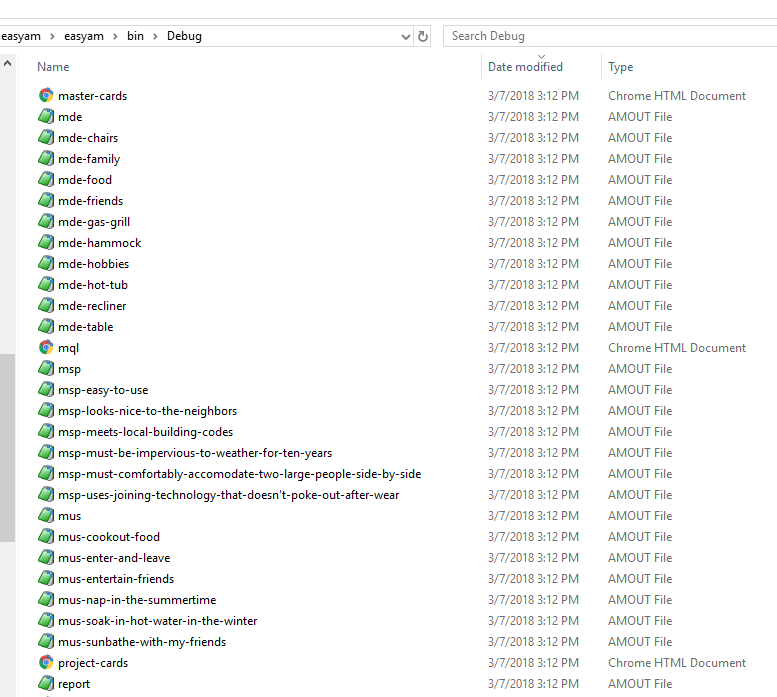 easyam > easyam > bin > Debug Search Debug
Name Date modified Type
master-cards 3/7/2018 3:12 PM Chrome HTML Document
mde 3/7/2018 3:12 PM AMOUT File
mde-chairs 3/7/2018 3:12 PM AMOUT File
mde-family 3/7/2018 3:12 PM AMOUT File
mde-food 3/7/2018 3:12 PM AMOUT File
mde-friends 3/7/2018 3:12 PM AMOUT File
mde-gas-grill 3/7/2018 3:12 PM AMOUT File
mde-hammock 3/7/2018 3:12 PM AMOUT File
mde-hobbies 3/7/2018 3:12 PM AMOUT File
mde-hot-tub 3/7/2018 3:12 PM AMOUT File
mde-recliner 3/7/2018 3:12 PM AMOUT File
mde-table 3/7/2018 3:12 PM AMOUT File
mql 3/7/2018 3:12 PM Chrome HTML Document
msp 3/7/2018 3:12 PM AMOUT File
msp-easy-to-use 3/7/2018 3:12 PM AMOUT File
msp-looks-nice-to-the-neighbors 3/7/2018 3:12 PM AMOUT File
msp-meets-local-building-codes 3/7/2018 3:12 PM AMOUT File
msp-must-be-impervious-to-weather-for-ten-years 3/7/2018 3:12 PM AMOUT File
msp-must-comfortably-accomodate-two-large-people-side-by-side 3/7/2018 3:12 PM AMOUT File
msp-uses-joining-technology-that-doesn't-poke-out-after-wear 3/7/2018 3:12 PM AMOUT File
mus 3/7/2018 3:12 PM AMOUT File
mus-cookout-food 3/7/2018 3:12 PM AMOUT File
mus-enter-and-leave 3/7/2018 3:12 PM AMOUT File
mus-entertain-friends 3/7/2018 3:12 PM AMOUT File
mus-nap-in-the-summertime 3/7/2018 3:12 PM AMOUT File
mus-soak-in-hot-water-in-the-winter 3/7/2018 3:12 PM AMOUT File
mus-sunbathe-with-my-friends 3/7/2018 3:12 PM AMOUT File
project-cards 3/7/2018 3:12 PM Chrome HTML Document
report 3/7/2018 3:12 PM AMOUT File